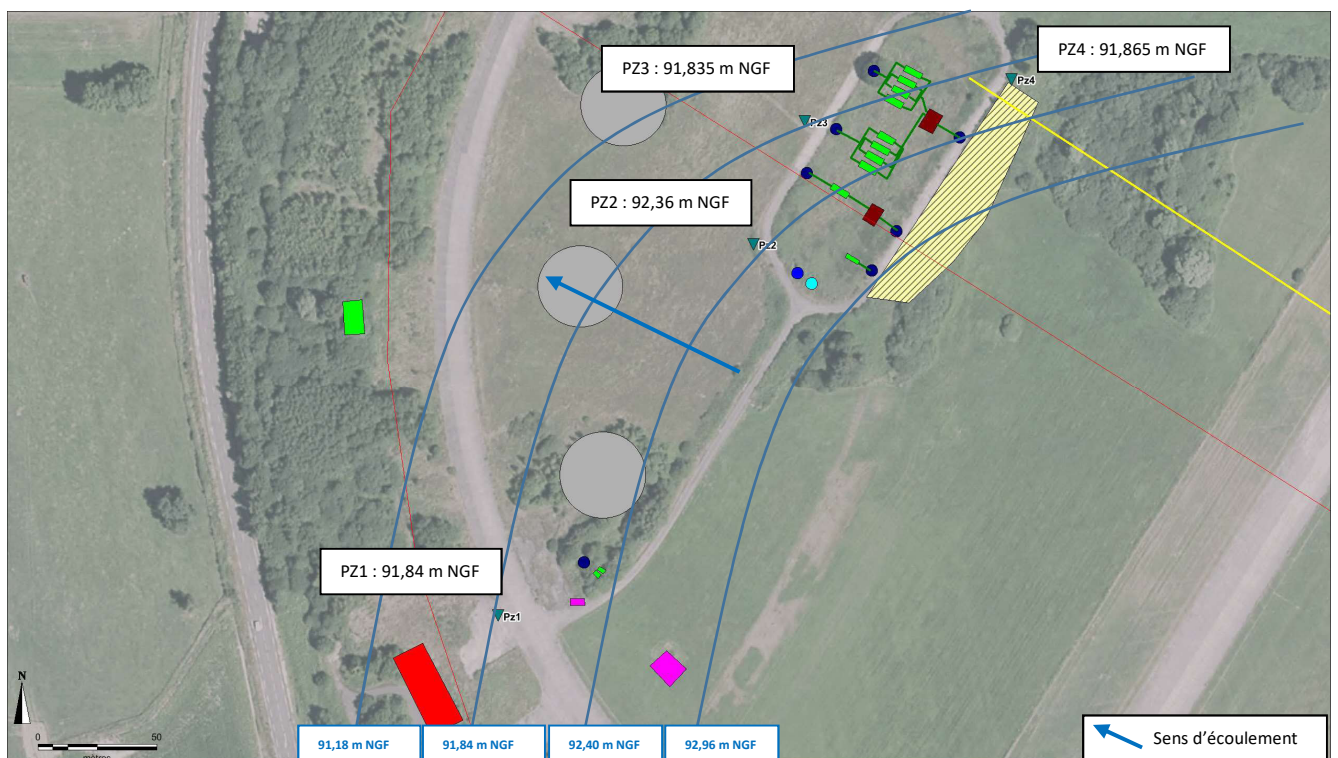 PZ3 : 91,835 m NGF
PZ4 : 91,865 m NGF
Pz4
Pz3
PZ2 : 92,36 m NGF
Pz2
PZ1 : 91,84 m NGF
Pz1
N
0 50
mètres
91,18 m NGF
91,84 m NGF
92,40 m NGF
92,96 m NGF
Sens d’écoulement